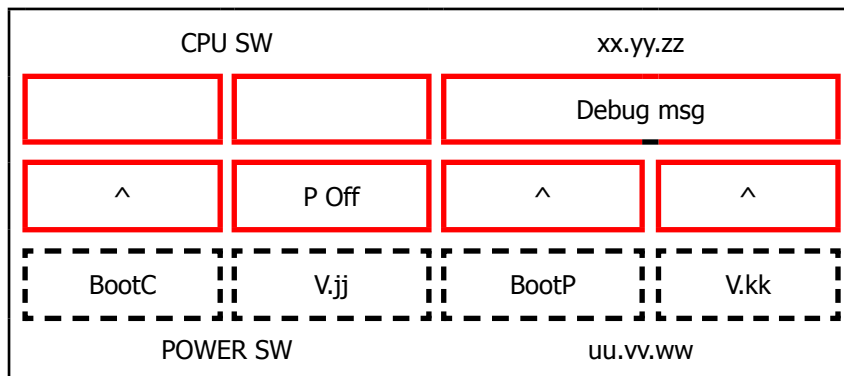 CPU SW xx.yy.zz
Debug msg
^ P Off ^ ^
BootC V.jj BootP V.kk
POWER SW uu.vv.ww